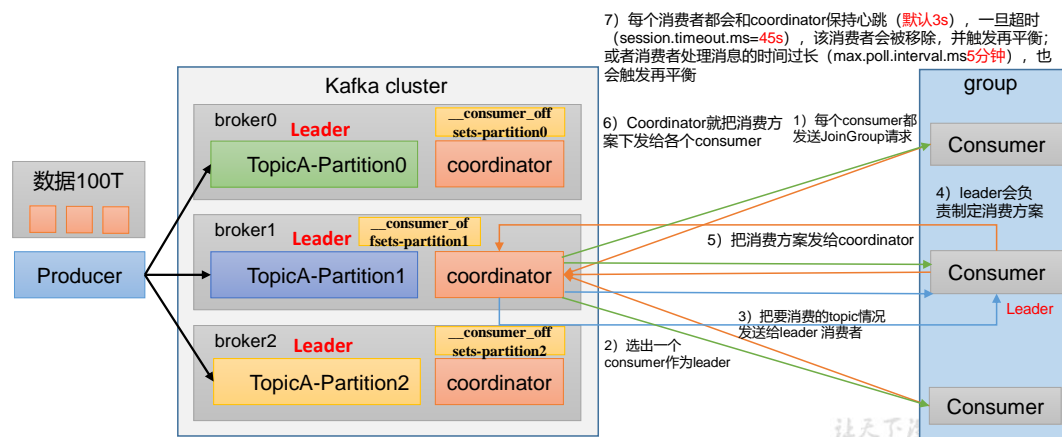 7）每个消费者都会和coordinator保持心跳（默认3s），一旦超时
（session.timeout.ms=45s），该消费者会被移除，并触发再平衡；
或者消费者处理消息的时间过长（max.poll.interval.ms5分钟），也
会触发再平衡
Kafka cluster
group
broker0
Leader
__consumer_off
sets-partition0
TopicA-Partition0
coordinator
6）Coordinator就把消费方
案下发给各个consumer
1）每个consumer都
发送JoinGroup请求
Consumer
数据100T
Producer
broker1
Leader
__consumer_of
fsets-partition1
TopicA-Partition1
coordinator
4）leader会负
责制定消费方案
5）把消费方案发给coordinator
Consumer
Leader
3）把要消费的topic情况
发送给leader 消费者
broker2
Leader
__consumer_off
sets-partition2
TopicA-Partition2
coordinator
2）选出一个
consumer作为leader
Consumer
让天下